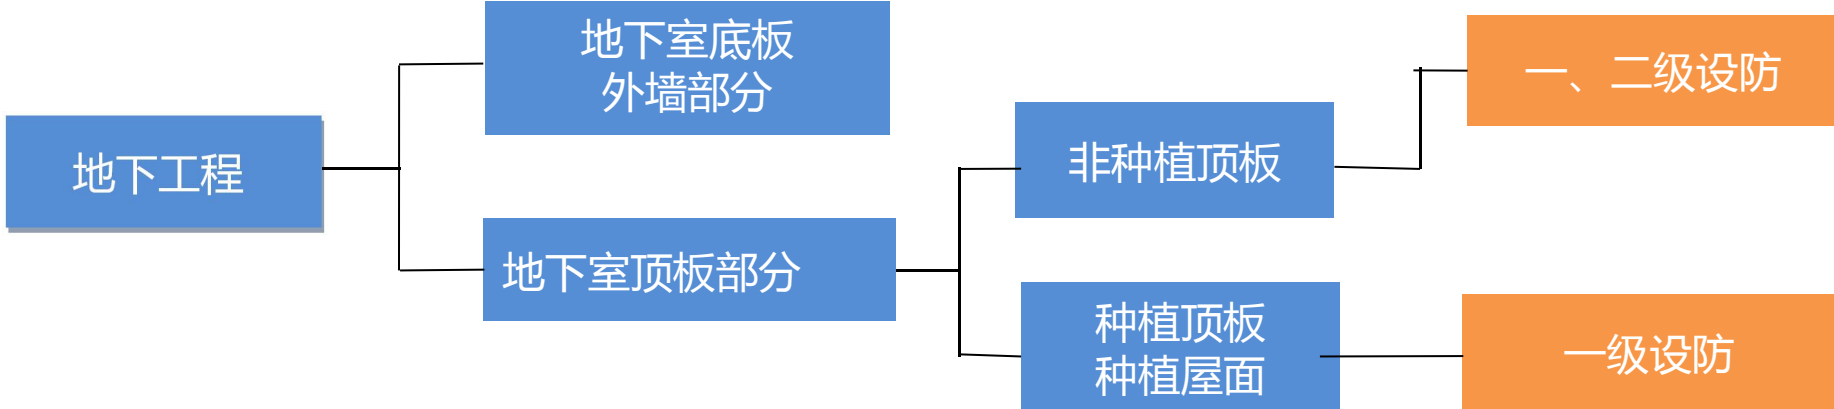 地下工程
地下室底板
外墙部分
地下室顶板部分
非种植顶板
种植顶板
种植屋面
一、二级设防
一级设防